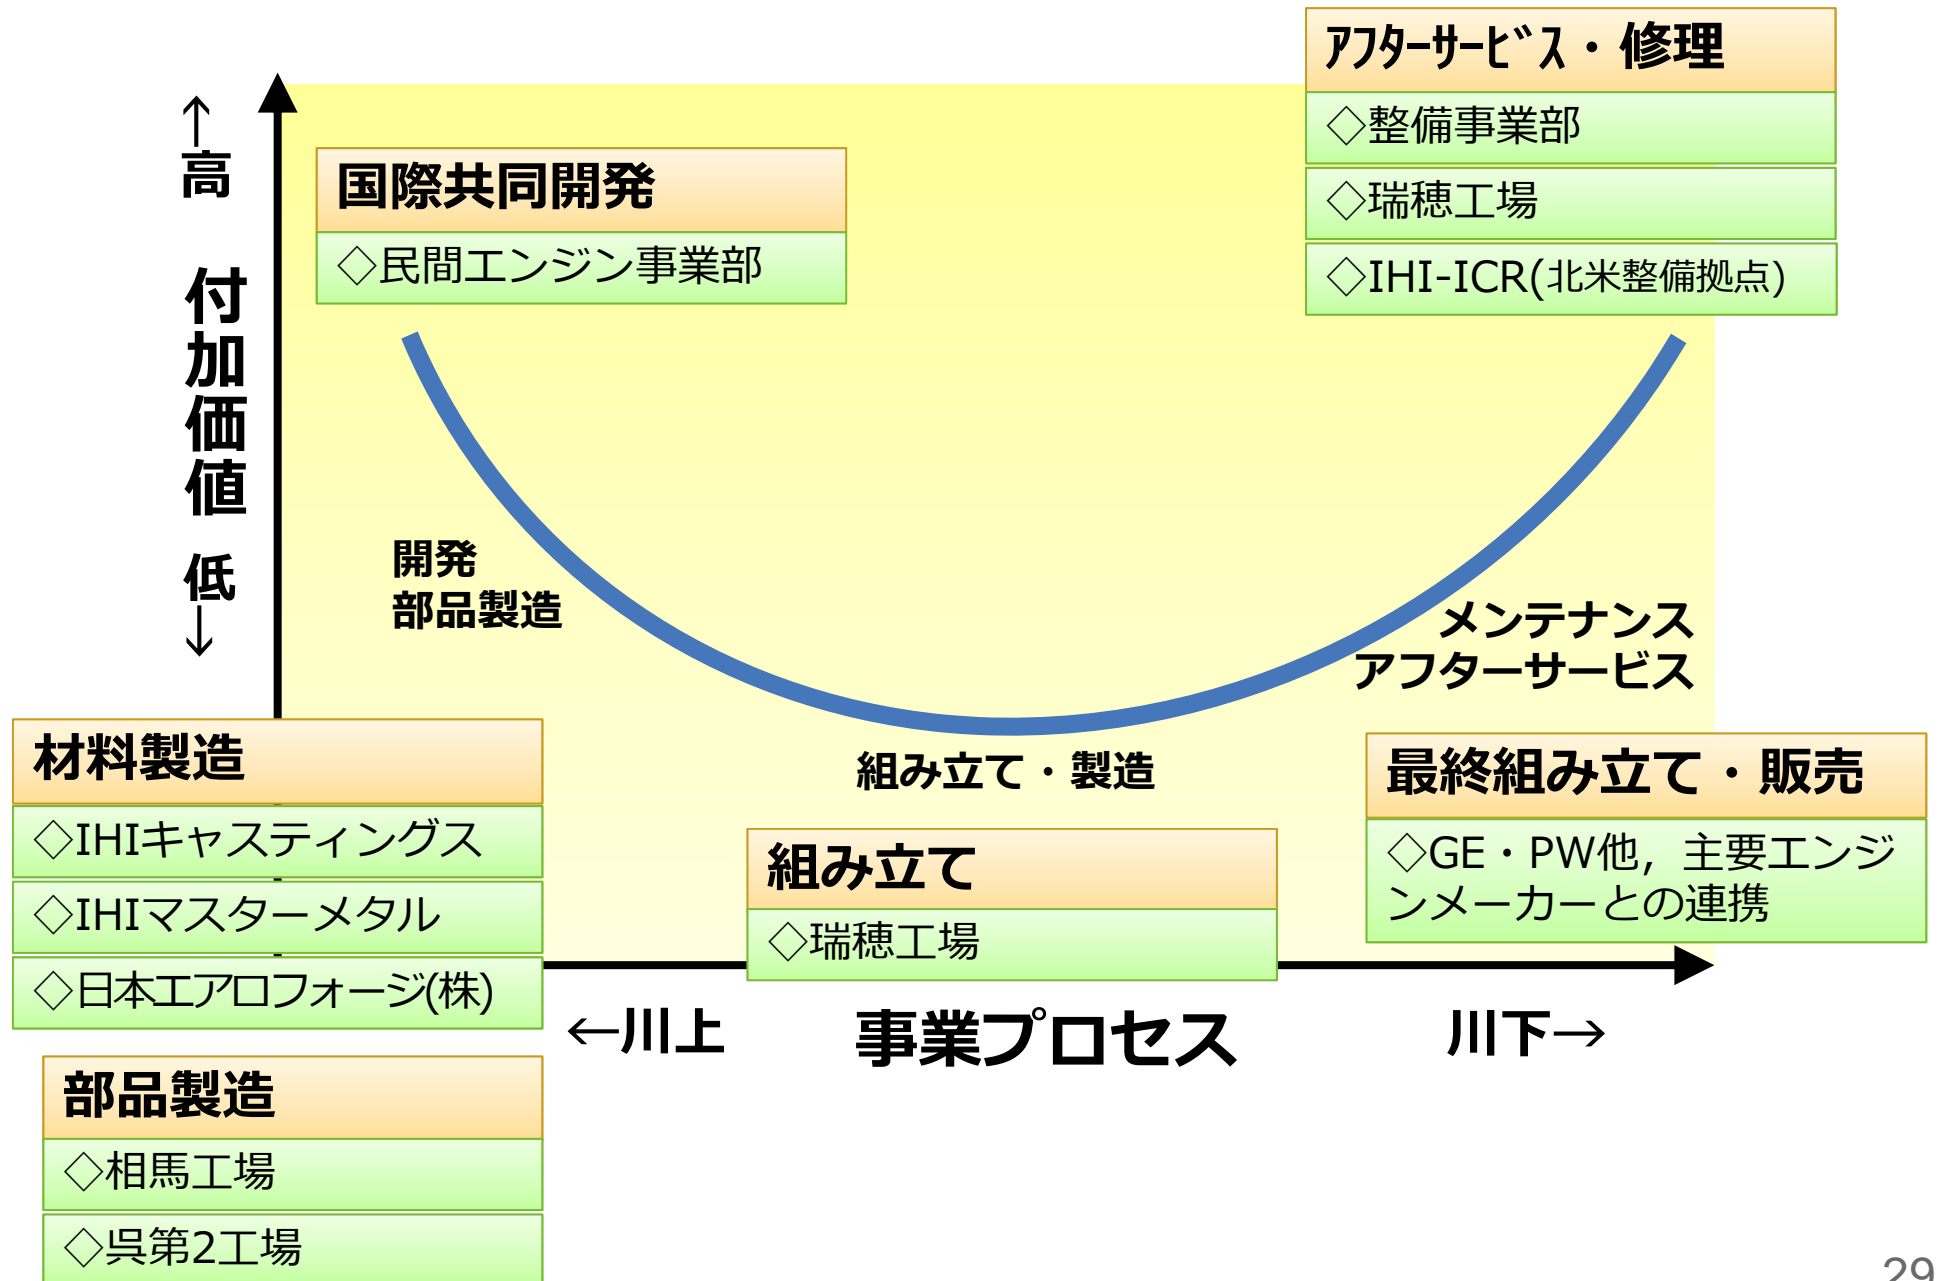 ｱﾌﾀｰｻｰﾋﾞｽ・修理
◇整備事業部
◇瑞穂工場
◇IHI-ICR(北米整備拠点)
国際共同開発
◇民間エンジン事業部
↑高
付加価値
低↓
開発
部品製造
メンテナンス
アフターサービス
組み立て・製造
材料製造
◇IHIキャスティングス
◇IHIマスターメタル
◇日本エアロフォージ(株)
組み立て
◇瑞穂工場
最終組み立て・販売
◇GE・PW他，主要エンジ
ンメーカーとの連携
←川上
事業プロセス
川下→
部品製造
◇相馬工場
◇呉第2工場
29